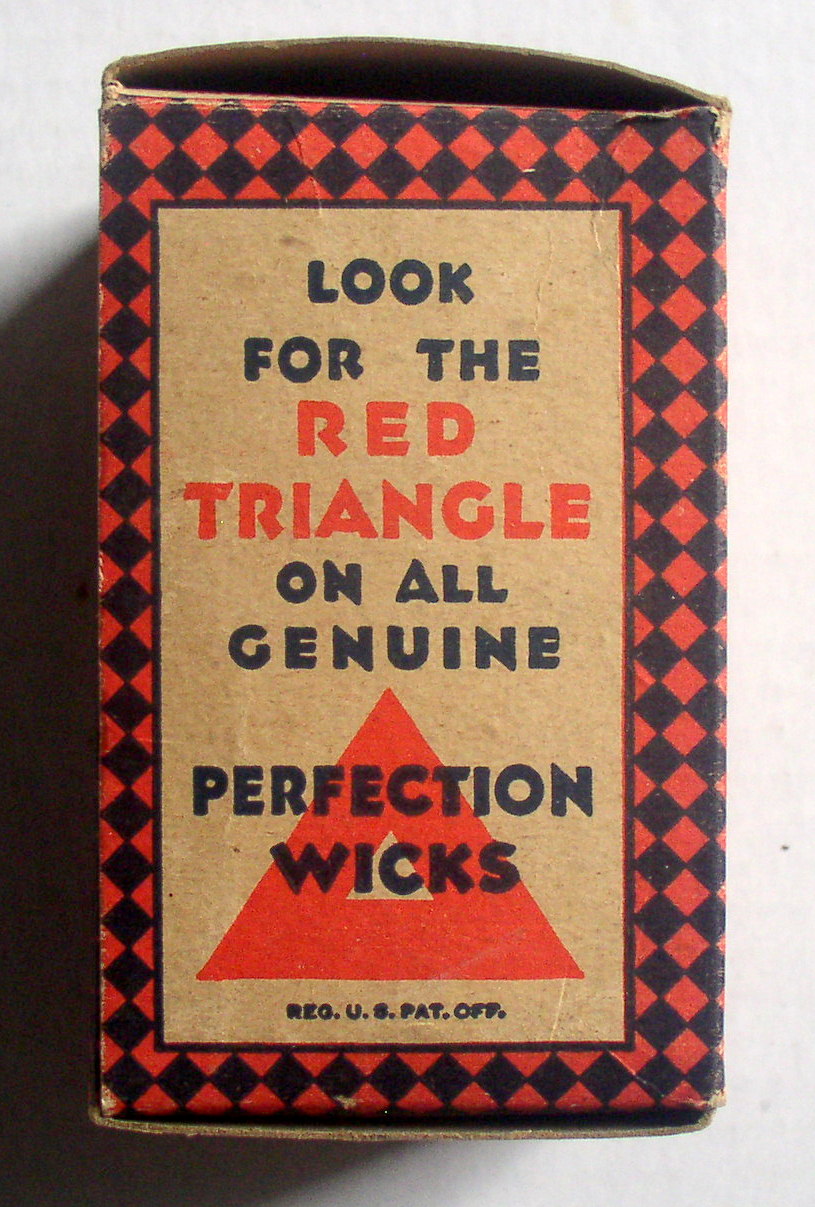 LOOK
FOR THE
RED
TRIANGLE
ON ALL
GENUINE
PERFECTION
WICKS
REG. U. S. PAT. OFF.